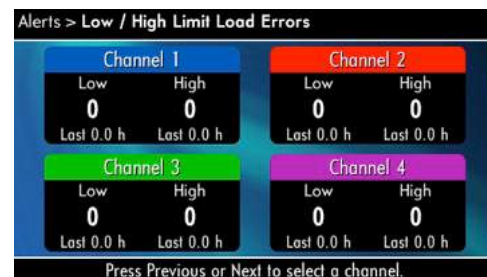 Alerts > Low / High Limit Load Errors
Channel 1
Low High
0 0
Last 0.0 h Last 0.0 h
Channel 2
Low High
0 0
Last 0.0 h Last 0.0 h
Channel 3
Low High
0 0
Last 0.0 h Last 0.0 h
Channel 4
Low High
0 0
Last 0.0 h Last 0.0 h
Press Previous or Next to select a channel.